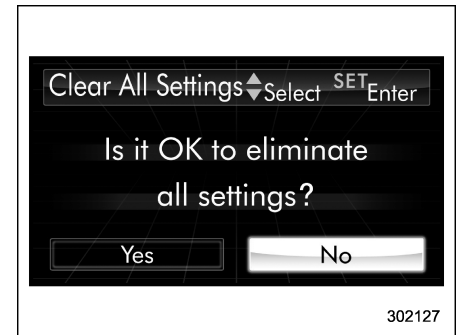 Clear All Settings Select SET Enter
Is it OK to eliminate
all settings?
Yes No
302127